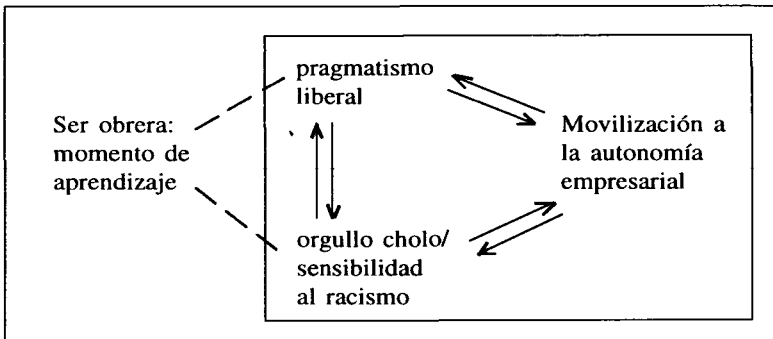 pragmatismo
liberal
Ser obrera:
momento de
aprendizaje
Movilización a
la autonomía
empresarial
orgullo cholo/
sensibilidad
al racismo